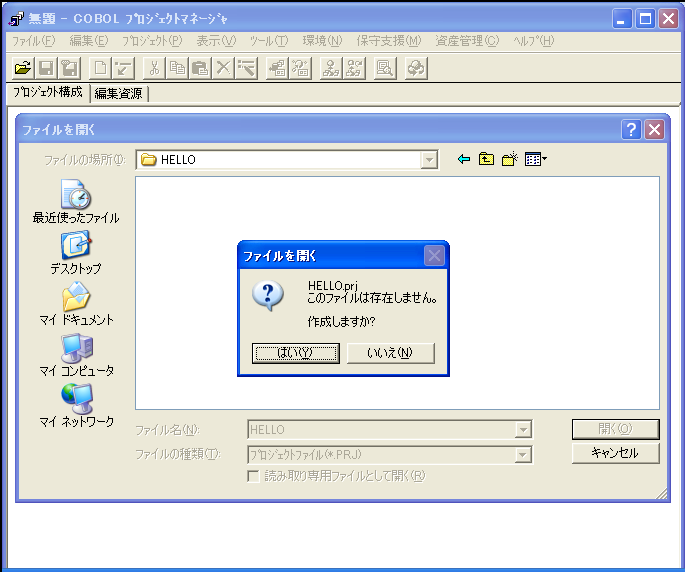 無題 - COBOL ﾌﾟﾛｼﾞｪｸﾄﾏﾈｰｼﾞｬ
ﾌｧｲﾙ(F) 編集(E) ﾌﾟﾛｼﾞｪｸﾄ(P) 表示(V) ﾂｰﾙ(T) 環境(N) 保守支援(M) 資産管理(C) ﾍﾙﾌﾟ(H)
ﾌﾟﾛｼﾞｪｸﾄ構成 編集資源
ファイルを開く
ファイルの場所(I): HELLO
最近使ったファイル
デスクトップ
マイ ドキュメント
マイ コンピュータ
マイ ネットワーク
ファイルを開く
HELLO.prj
このファイルは存在しません。
作成しますか?
はい(Y) いいえ(N)
ファイル名(N): HELLO 開く(O)
ファイルの種類(T): ﾌﾟﾛｼﾞｪｸﾄﾌｧｲﾙ(*.PRJ) キャンセル
読み取り専用ファイルとして開く(R)